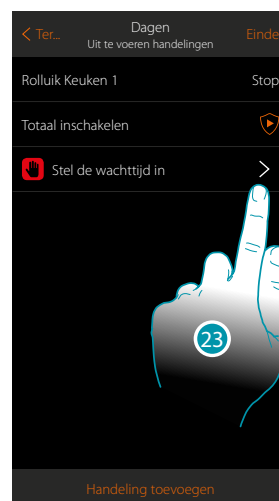 < Ter...
Dagen
Einde
Uit te voeren handelingen
Rolluik Keuken 1
Stop
Totaal inschakelen
Stel de wachttijd in
23
Handeling toevoegen